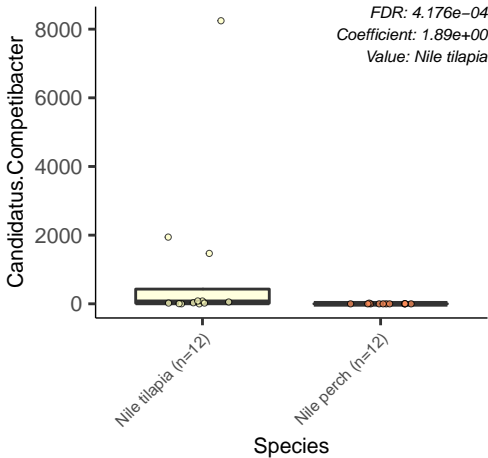 FDR: 4.176e−04
Coefficient: 1.89e+00
Value: Nile tilapia
Candidatus.Competibacter
8000
6000
4000
2000
0
Nile tilapia (n=12)
Nile perch (n=12)
Species